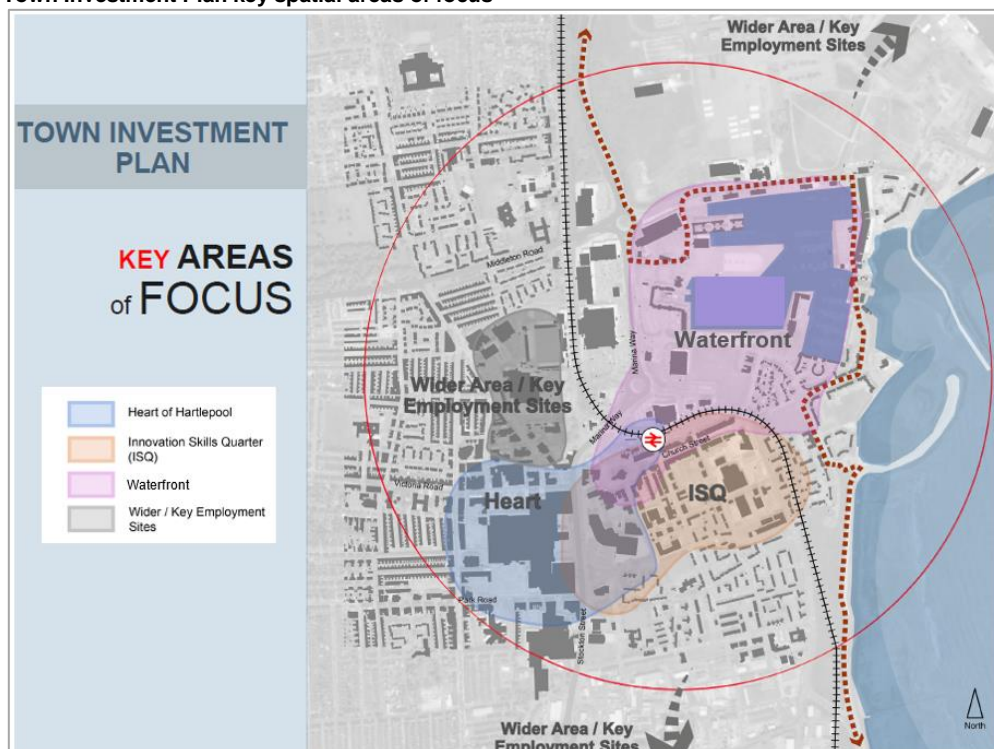 Town Investment Plan key spatial areas of focus
TOWN INVESTMENT
PLAN
KEY AREAS
of FOCUS
Heart of Hartlepool
Innovation Skills Quarter
(ISQ)
Waterfront
Wider / Key Employment
Sites
Wider Area / Key
Employment Sites
Middleton Road
Marina Way
Waterfront
Wider Area / Key
Employment Sites
Marina Way
Church Street
Victoria Road
Heart
ISQ
Park Road
Stockton Street
Wider Area / Key
Employment Sites
North